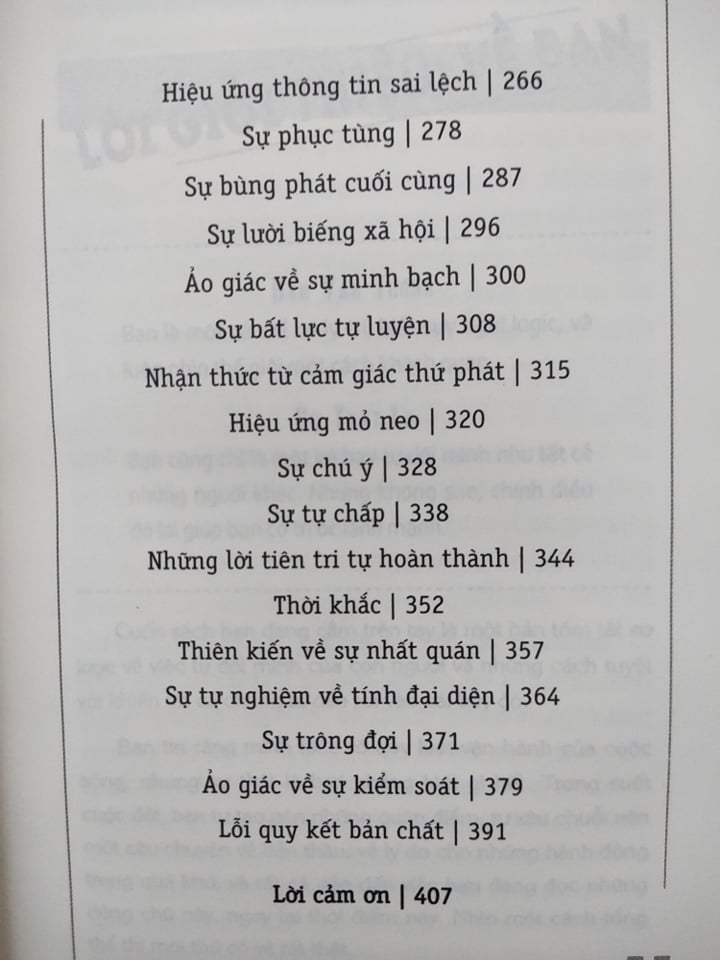 Hiệu ứng thông tin sai lệch | 266
Sự phục tùng | 278
Sự bùng phát cuối cùng | 287
Sự lười biếng xã hội | 296
Ảo giác về sự minh bạch | 300
Sự bất lực tự luyện | 308
Nhận thức từ cảm giác thứ phát | 315
Hiệu ứng mỏ neo | 320
Sự chú ý | 328
Sự tự chấp | 338
Những lời tiên tri tự hoàn thành | 344
Thời khắc | 352
Thiên kiến về sự nhất quán | 357
Sự tự nghiệm về tính đại diện | 364
Sự trông đợi | 371
Ảo giác về sự kiểm soát | 379
Lỗi quy kết bản chất | 391
Lời cảm ơn | 407